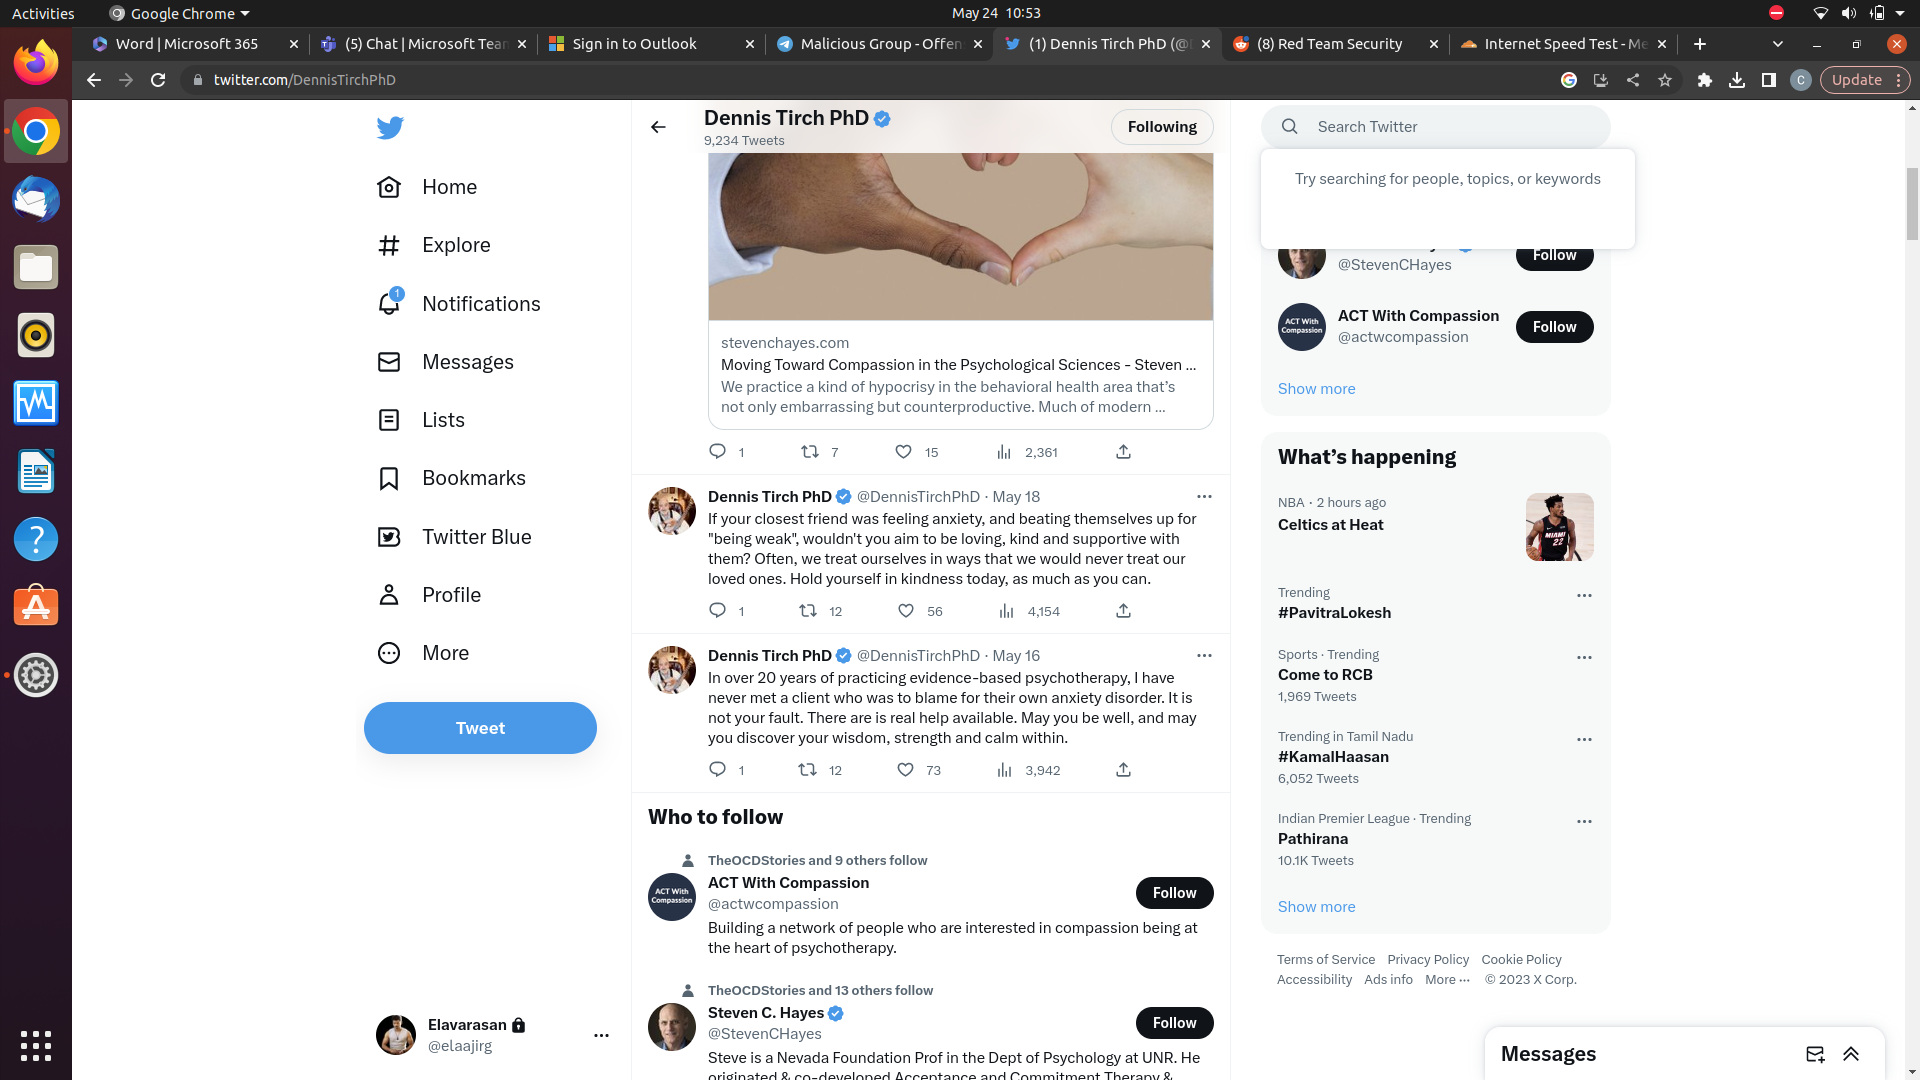 Activities
Google Chrome
May 24 10:53
Word | Microsoft 365
(5) Chat | Microsoft Tean
Sign in to Outlook
Malicious Group - Offen
(1) Dennis Tirch PhD (@
(8) Red Team Security
Internet Speed Test - Me
twitter.com/DennisTirchPhD
C
Update
Home
Explore
1
Notifications
Messages
Lists
Bookmarks
Twitter Blue
Profile
More
Tweet
Elavarasan
@elaajirg
Dennis Tirch PhD
9,234 Tweets
Following
stevenchayes.com
Moving Toward Compassion in the Psychological Sciences - Steven ...
We practice a kind of hypocrisy in the behavioral health area that's
not only embarrassing but counterproductive. Much of modern ...
1 7 15 2,361
Dennis Tirch PhD @DennisTirchPhD · May 18
If your closest friend was feeling anxiety, and beating themselves up for
"being weak", wouldn't you aim to be loving, kind and supportive with
them? Often, we treat ourselves in ways that we would never treat our
loved ones. Hold yourself in kindness today, as much as you can.
1 12 56 4,154
Dennis Tirch PhD @DennisTirchPhD · May 16
In over 20 years of practicing evidence-based psychotherapy, I have
never met a client who was to blame for their own anxiety disorder. It is
not your fault. There are is real help available. May you be well, and may
you discover your wisdom, strength and calm within.
1 12 73 3,942
Who to follow
TheOCDStories and 9 others follow
ACT With Compassion
@actwcompassion
Follow
ACT With
Compassion
Building a network of people who are interested in compassion being at
the heart of psychotherapy.
TheOCDStories and 13 others follow
Steven C. Hayes
@StevenCHayes
Follow
Steve is a Nevada Foundation Prof in the Dept of Psychology at UNR. He
originated & co-developed Acceptance and Commitment Therapy &
Search Twitter
Try searching for people, topics, or keywords
@StevenCHayes
Follow
ACT With
Compassion
ACT With Compassion
@actwcompassion
Follow
Show more
What's happening
NBA · 2 hours ago
Celtics at Heat
MIAMI
22
Trending
#PavitraLokesh
Sports · Trending
Come to RCB
1,969 Tweets
Trending in Tamil Nadu
#KamalHaasan
6,052 Tweets
Indian Premier League · Trending
Pathirana
10.1K Tweets
Show more
Terms of Service Privacy Policy Cookie Policy
Accessibility Ads info More ··· © 2023 X Corp.
Messages